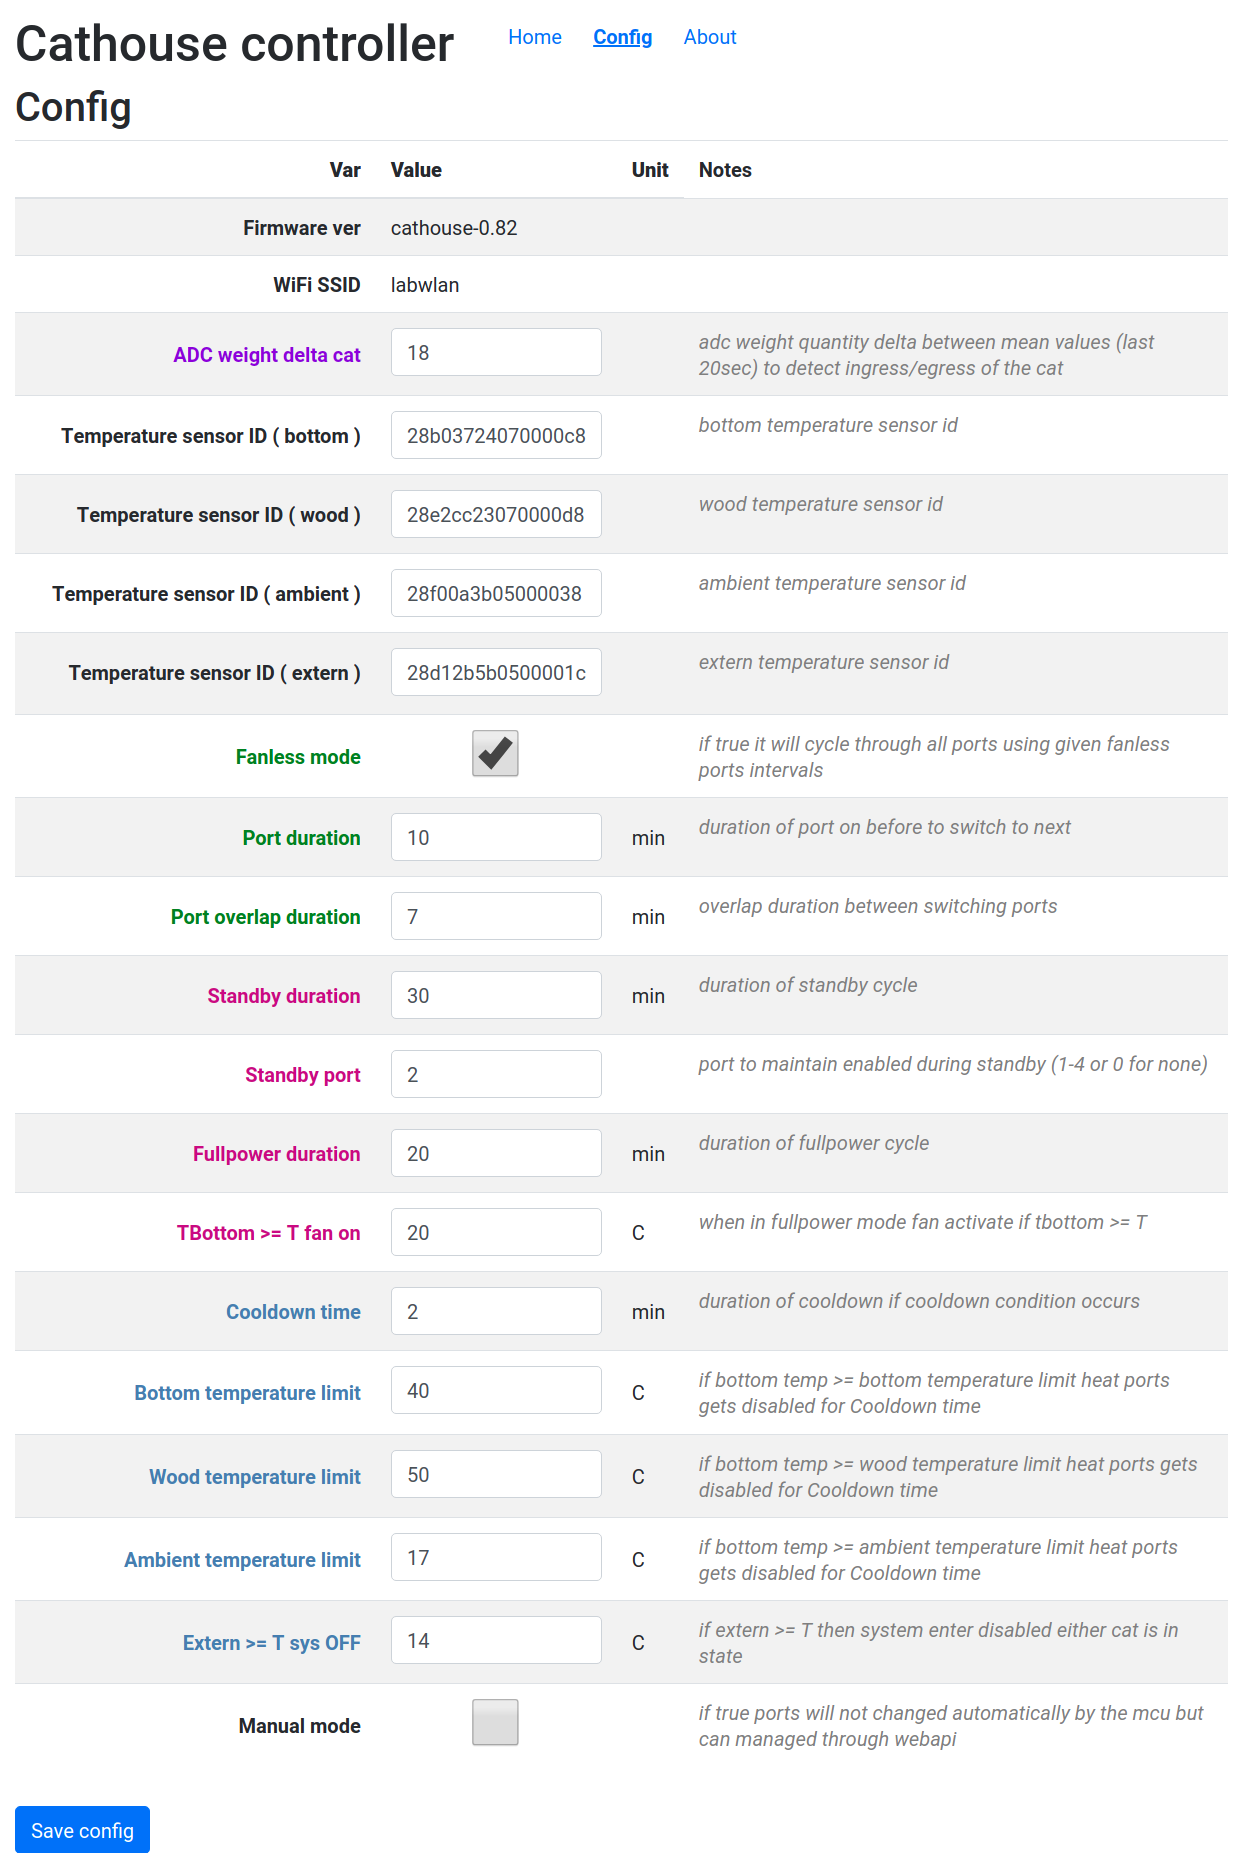 Cathouse controller Home Config About
Config
Var Value Unit Notes
Firmware ver cathouse-0.82
WiFi SSID labwlan
ADC weight delta cat 18 adc weight quantity delta between mean values (last
20sec) to detect ingress/egress of the cat
Temperature sensor ID ( bottom ) 28b03724070000c8 bottom temperature sensor id
Temperature sensor ID ( wood ) 28e2cc23070000d8 wood temperature sensor id
Temperature sensor ID ( ambient ) 28f00a3b05000038 ambient temperature sensor id
Temperature sensor ID ( extern ) 28d12b5b0500001c extern temperature sensor id
Fanless mode if true it will cycle through all ports using given fanless
ports intervals
Port duration 10 min duration of port on before to switch to next
Port overlap duration 7 min overlap duration between switching ports
Standby duration 30 min duration of standby cycle
Standby port 2 port to maintain enabled during standby (1-4 or 0 for none)
Fullpower duration 20 min duration of fullpower cycle
TBottom >= T fan on 20 C when in fullpower mode fan activate if tbottom >= T
Cooldown time 2 min duration of cooldown if cooldown condition occurs
Bottom temperature limit 40 C if bottom temp >= bottom temperature limit heat ports
gets disabled for Cooldown time
Wood temperature limit 50 C if bottom temp >= wood temperature limit heat ports gets
disabled for Cooldown time
Ambient temperature limit 17 C if bottom temp >= ambient temperature limit heat ports
gets disabled for Cooldown time
Extern >= T sys OFF 14 C if extern >= T then system enter disabled either cat is in
state
Manual mode if true ports will not changed automatically by the mcu but
can managed through webapi
Save config